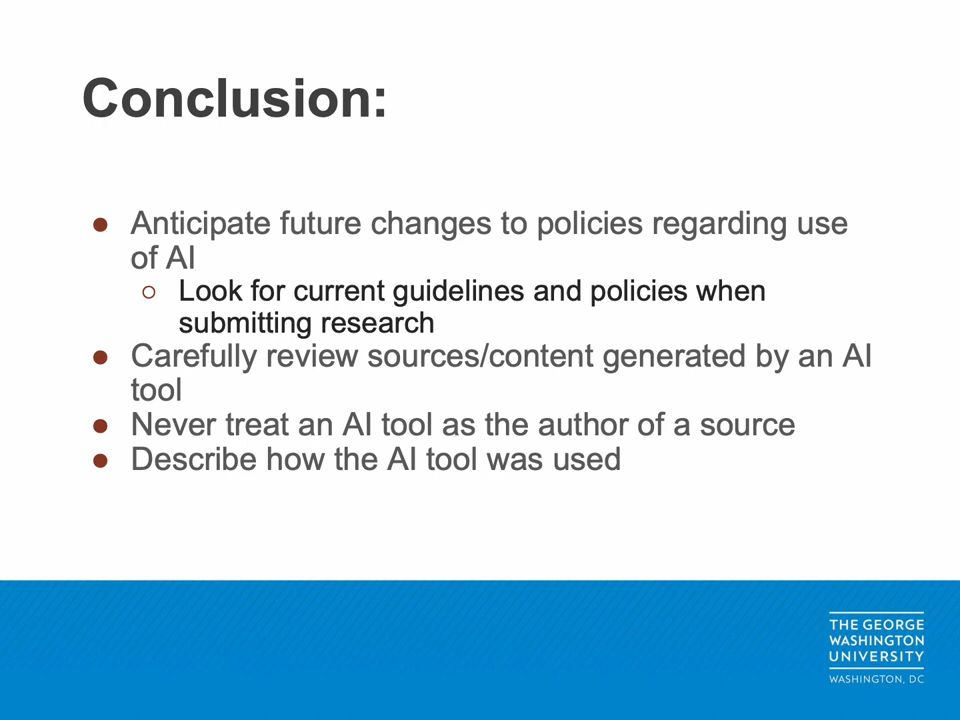 Conclusion:
● Anticipate future changes to policies regarding use
of AI
○ Look for current guidelines and policies when
submitting research
● Carefully review sources/content generated by an AI
tool
● Never treat an AI tool as the author of a source
● Describe how the AI tool was used
THE GEORGE
WASHINGTON
UNIVERSITY
WASHINGTON, DC